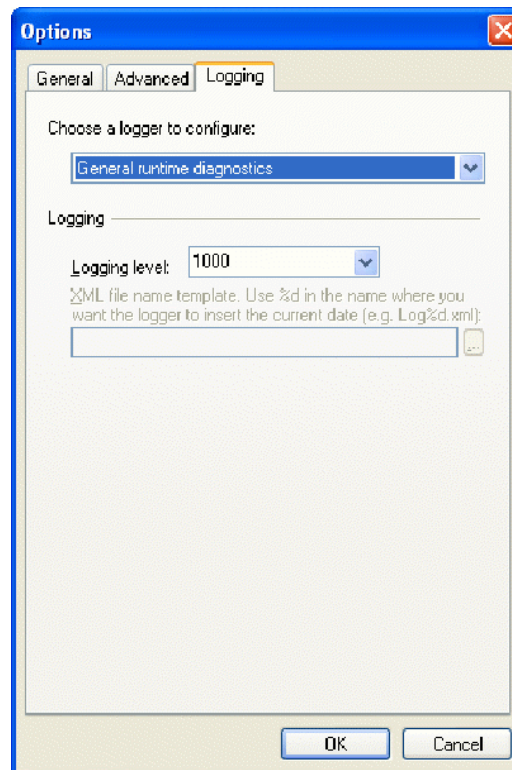 Options
General Advanced Logging
Choose a logger to configure:
General runtime diagnostics
Logging
Logging level: 1000
XML file name template. Use %d in the name where you
want the logger to insert the current date (e.g. Log%d.xml):
...
OK Cancel